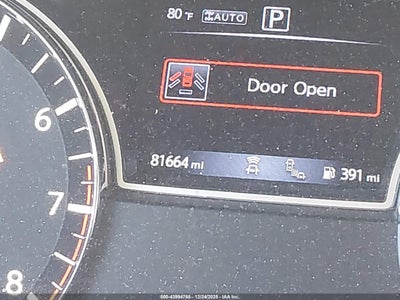 80 °F AUTO P
Door Open
6
81664 mi 391 mi
7
8
000-43994765 - 12/24/2025 - IAA Inc.